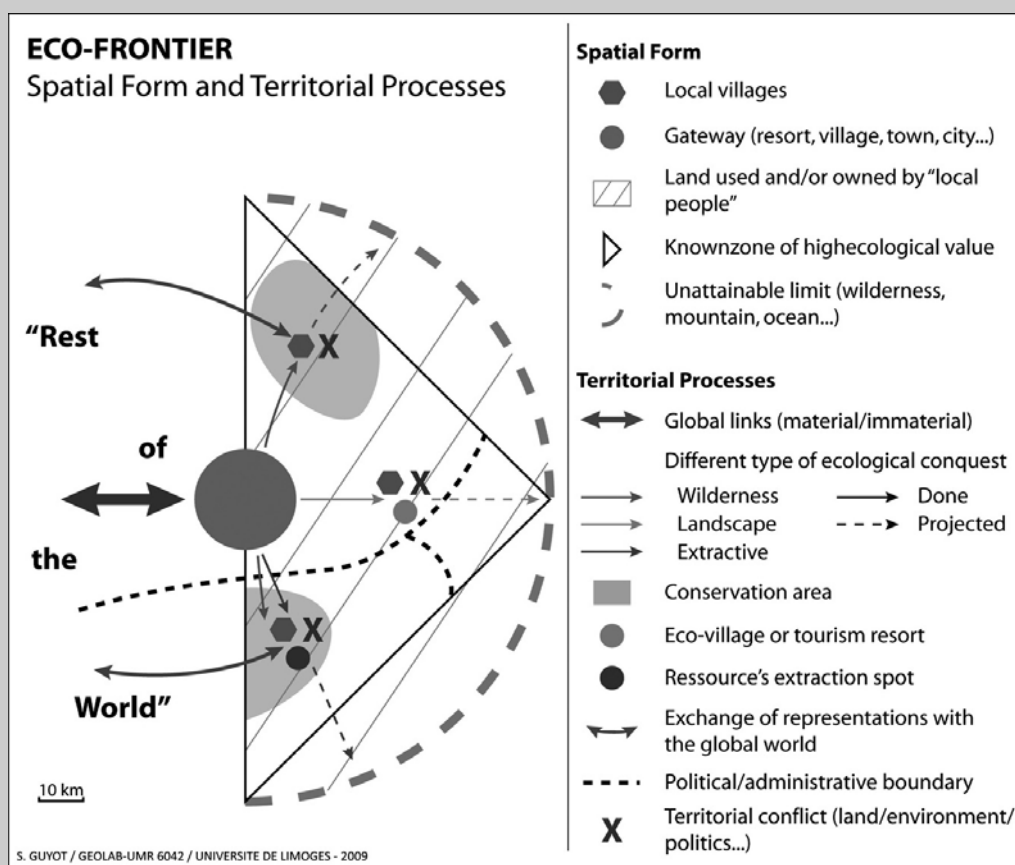 ECO-FRONTIER
Spatial Form and Territorial Processes
"Rest
of
the
World"
10 km
S. GUYOT / GEOLAB-UMR 6042 / UNIVERSITE DE LIMOGES - 2009
X
X
X
Spatial Form
Local villages
Gateway (resort, village, town, city...)
Land used and/or owned by "local
people"
Knownzone of highecological value
Unattainable limit (wilderness,
mountain, ocean...)
Territorial Processes
Global links (material/immaterial)
Different type of ecological conquest
Wilderness
Done
Landscape
Projected
Extractive
Conservation area
Eco-village or tourism resort
Ressource's extraction spot
Exchange of representations with
the global world
Political/administrative boundary
X
Territorial conflict (land/environment/
politics...)